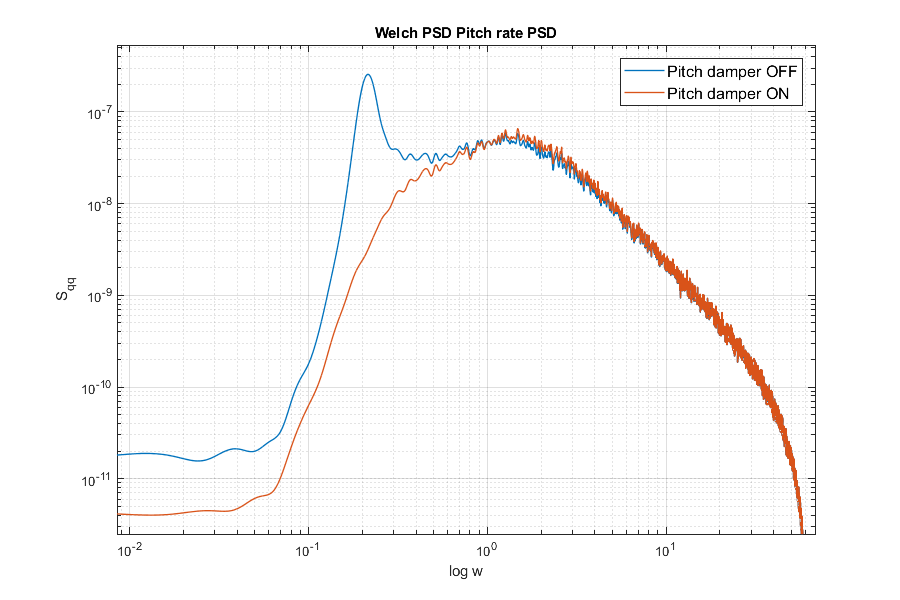 Welch PSD Pitch rate PSD
Pitch damper OFF
Pitch damper ON
10^-7
10^-8
10^-9
10^-10
10^-11
S_qq
10^-2
10^-1
10^0
10^1
log w